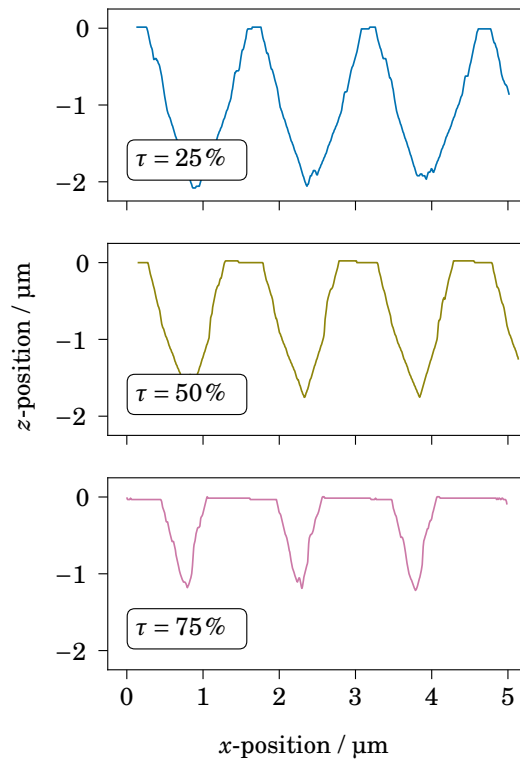 0
−1
τ = 25 %
−2
0
z-position / µm
−1
τ = 50 %
−2
0
−1
τ = 75 %
−2
0 1 2 3 4 5
x-position / µm